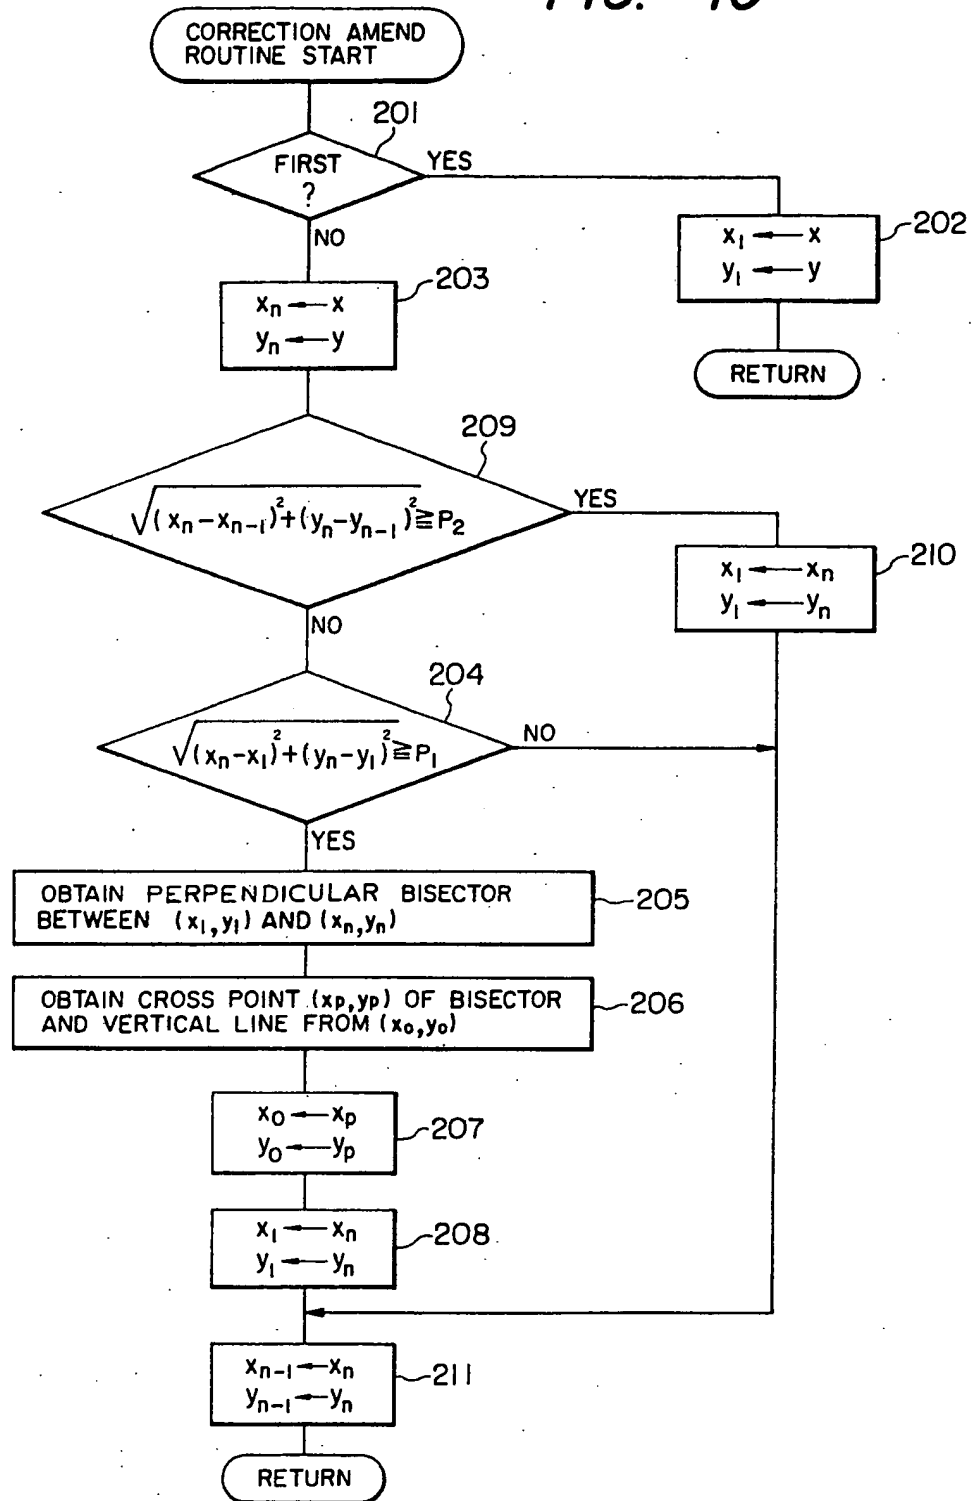 CORRECTION AMEND
ROUTINE START
201
FIRST
?
YES
NO
202
x₁ ← x
y₁ ← y
RETURN
203
xₙ ← x
yₙ ← y
209
√(xₙ−xₙ₋₁)²+(yₙ−yₙ₋₁)² ≧ P₂
YES
NO
210
x₁ ← xₙ
y₁ ← yₙ
204
√(xₙ−x₁)²+(yₙ−y₁)² ≧ P₁
NO
YES
OBTAIN PERPENDICULAR BISECTOR
BETWEEN (x₁,y₁) AND (xₙ,yₙ)
205
OBTAIN CROSS POINT (xₚ,yₚ) OF BISECTOR
AND VERTICAL LINE FROM (x₀,y₀)
206
x₀ ← xₚ
y₀ ← yₚ
207
x₁ ← xₙ
y₁ ← yₙ
208
xₙ₋₁ ← xₙ
yₙ₋₁ ← yₙ
211
RETURN